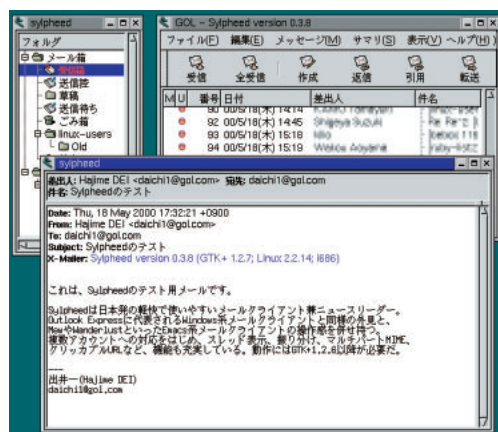 sylpheed
フォルダ
メール箱
受信箱
送信控
送信待ち
草稿
ごみ箱
linux-users
Old
GOL - Sylpheed version 0.3.8
ファイル(F) 編集(E) メッセージ(M) サマリ(S) 表示(V) ヘルプ(H)
受信 全受信 作成 返信 引用 転送
M U 番号 日付 差出人 件名
90 00/5/18(木) 14:14
92 00/5/18(木) 14:45 Shigeya Suzuki
93 00/5/18(木) 15:18
94 00/5/18(木) 15:19
sylpheed
差出人: Hajime DEI <daichi1@gol.com> 宛先: daichi1@gol.com
件名: Sylpheedのテスト
Date: Thu, 18 May 2000 17:32:21 +0900
From: Hajime DEI <daichi1@gol.com>
To: daichi1@gol.com
Subject: Sylpheedのテスト
X-Mailer: Sylpheed version 0.3.8 (GTK+ 1.2.7; Linux 2.2.14; i686)
これは、Sylpheedのテスト用メールです。
Sylpheedは日本発の軽快で使いやすいメールクライアント兼ニュースリーダー。
Outlook Expressに代表されるWindows系メールクライアントと同様の外見と、
MewやWanderlustといったEmacs系メールクライアントの操作感を併せ持つ。
複数アカウントへの対応をはじめ、スレッド表示、振り分け、マルチパートMIME、
クリッカブルURLなど、機能も充実している。動作にはGTK+1.2.6以降が必要だ。
---
出井一(Hajime DEI)
daichi1@gol.com